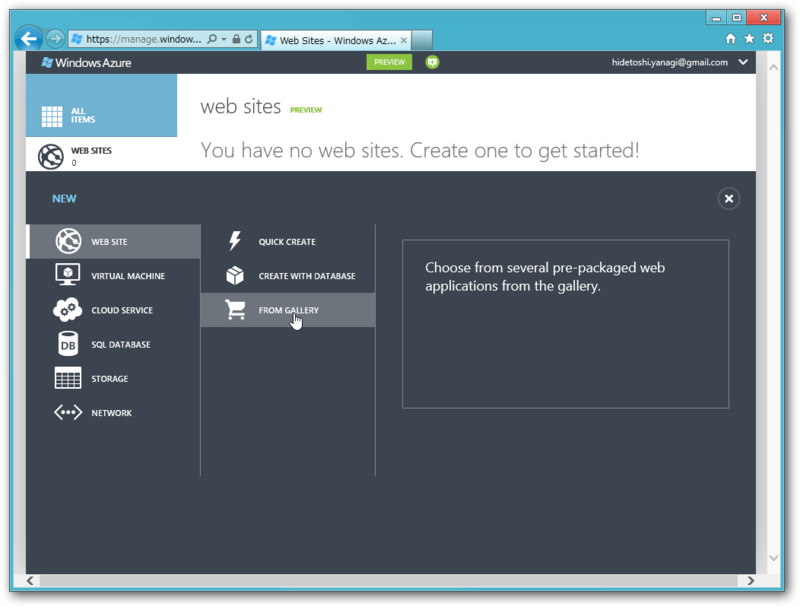 https://manage.window...
Web Sites - Windows Az...
Windows Azure
PREVIEW
hidetoshi.yanagi@gmail.com
ALL
ITEMS
web sites PREVIEW
WEB SITES
0
You have no web sites. Create one to get started!
NEW
WEB SITE
VIRTUAL MACHINE
CLOUD SERVICE
DB
SQL DATABASE
STORAGE
NETWORK
QUICK CREATE
CREATE WITH DATABASE
FROM GALLERY
Choose from several pre-packaged web
applications from the gallery.